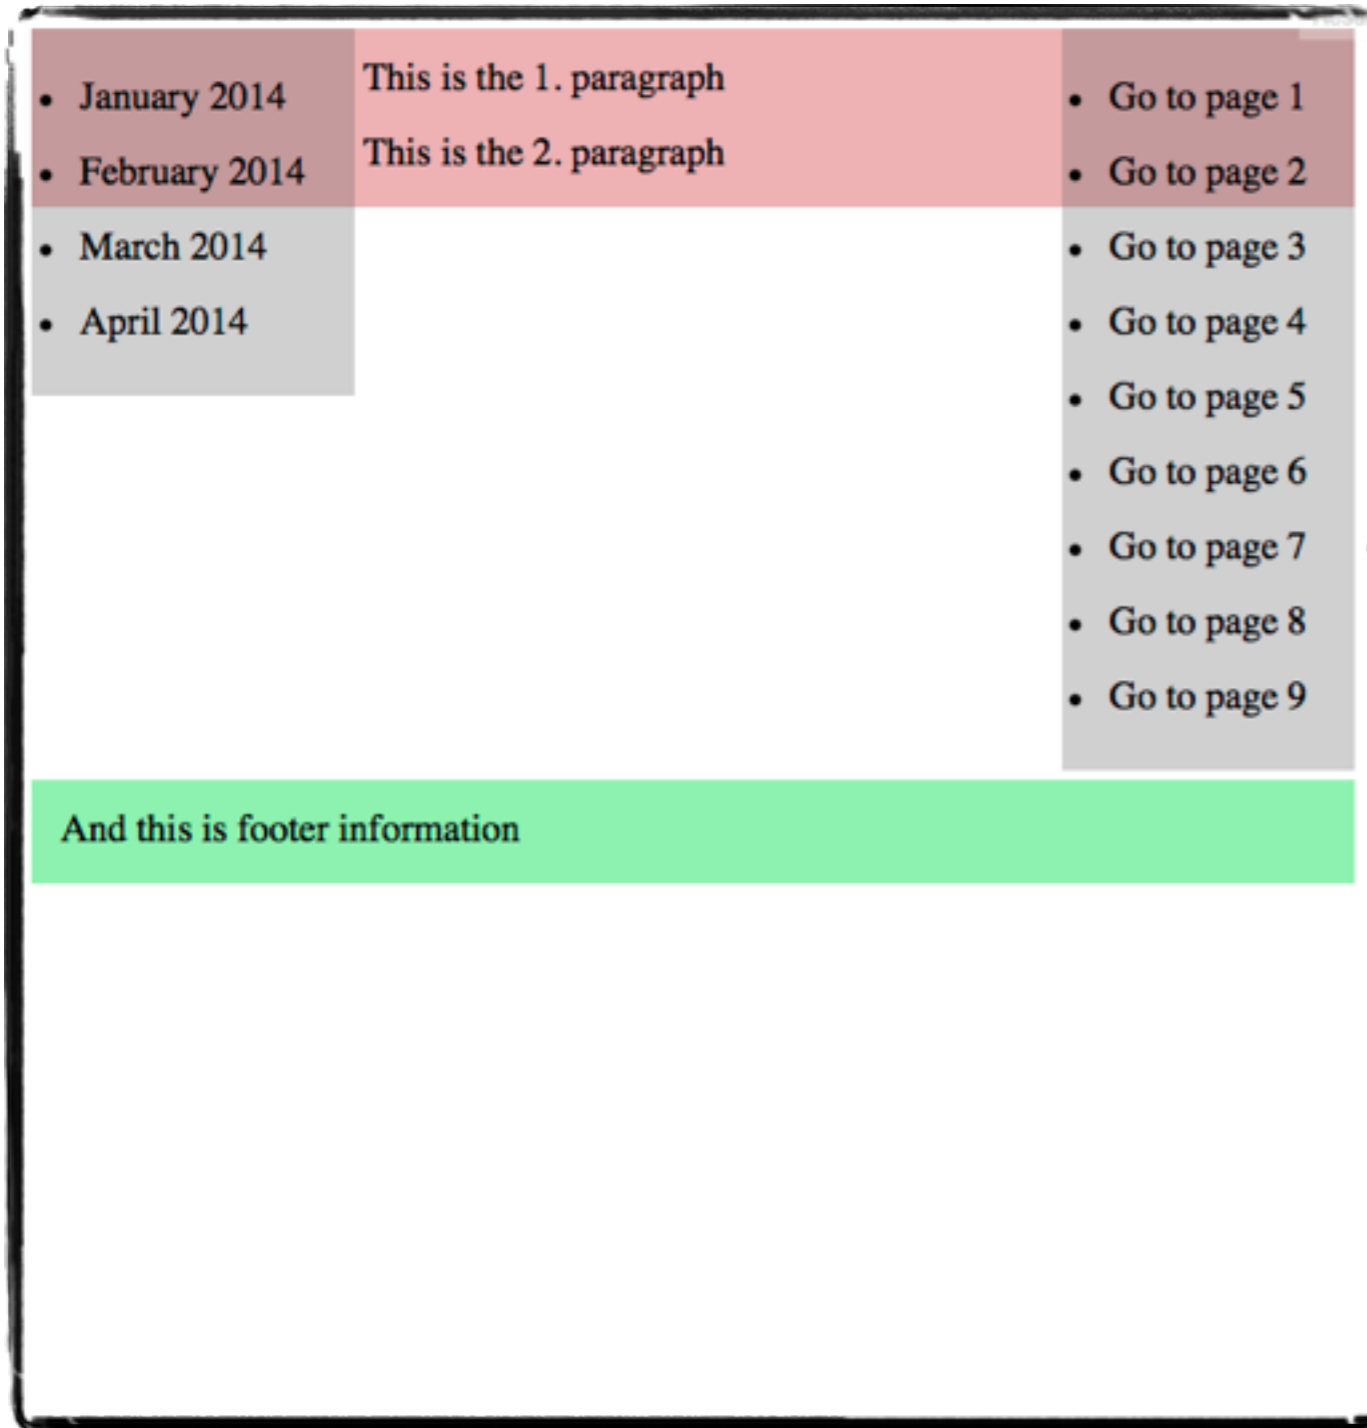 January 2014
February 2014
March 2014
April 2014
This is the 1. paragraph
This is the 2. paragraph
Go to page 1
Go to page 2
Go to page 3
Go to page 4
Go to page 5
Go to page 6
Go to page 7
Go to page 8
Go to page 9
And this is footer information